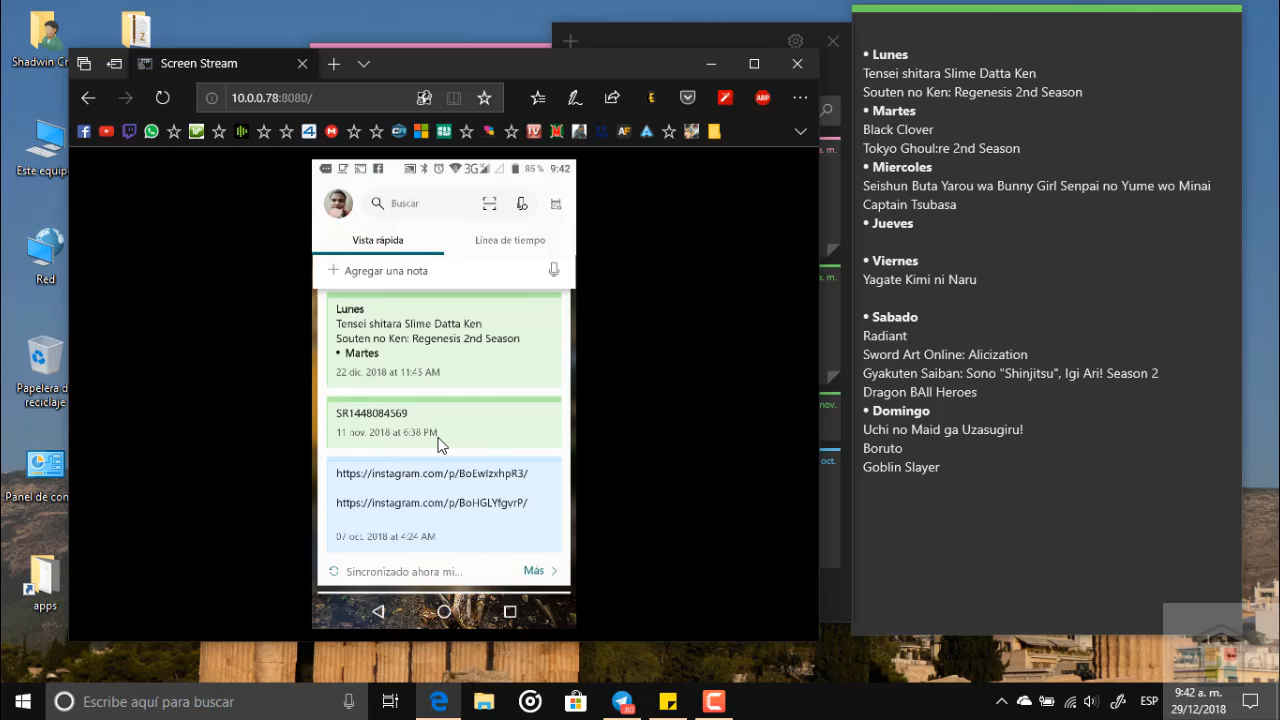 Shadwin Cr
Este equip
Red
Papelera de
reciclaje
Panel de con
apps
Screen Stream
10.0.0.78:8080/
ABP
3G
85 %
9:42
Buscar
Vista rápida
Línea de tiempo
Agregar una nota
Lunes
Tensei shitara Slime Datta Ken
Souten no Ken: Regenesis 2nd Season
• Martes
22 dic. 2018 at 11:45 AM
SR1448084569
11 nov. 2018 at 6:38 PM
https://instagram.com/p/BoEwIzxhpR3/
https://instagram.com/p/BoHGLYfgvrP/
07 oct. 2018 at 4:24 AM
Sincronizado ahora mi...
Más
a. m.
a. m.
nov.
oct.
• Lunes
Tensei shitara Slime Datta Ken
Souten no Ken: Regenesis 2nd Season
• Martes
Black Clover
Tokyo Ghoul:re 2nd Season
• Miercoles
Seishun Buta Yarou wa Bunny Girl Senpai no Yume wo Minai
Captain Tsubasa
• Jueves
• Viernes
Yagate Kimi ni Naru
• Sabado
Radiant
Sword Art Online: Alicization
Gyakuten Saiban: Sono "Shinjitsu", Igi Ari! Season 2
Dragon BAll Heroes
• Domingo
Uchi no Maid ga Uzasugiru!
Boruto
Goblin Slayer
Escribe aquí para buscar
ESP
9:42 a. m.
29/12/2018